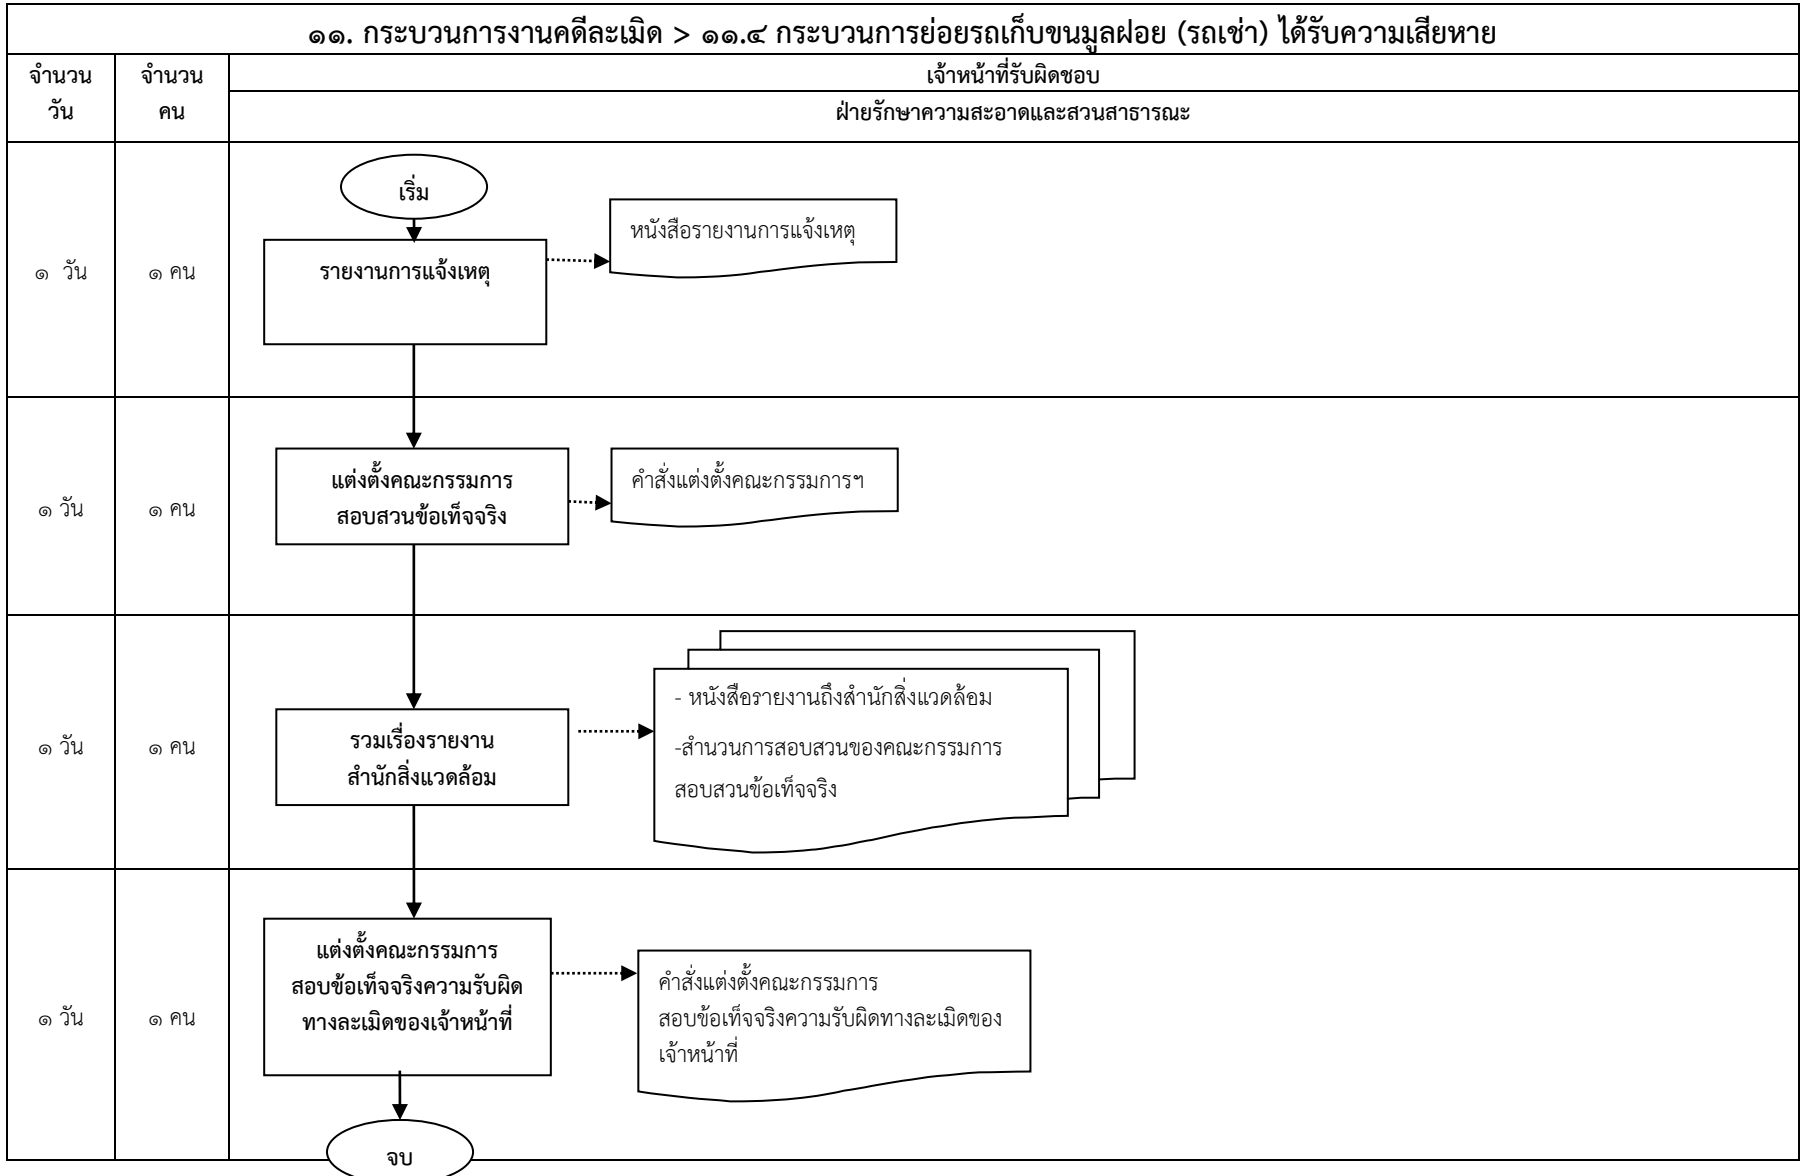 ๑๑. กระบวนการงานคดีละเมิด > ๑๑.๔ กระบวนการย่อยรถเก็บขนมูลฝอย (รถเช่า) ได้รับความเสียหาย
จำนวน
วัน
จำนวน
คน
เจ้าหน้าที่รับผิดชอบ
ฝ่ายรักษาความสะอาดและสวนสาธารณะ
เริ่ม
๑ วัน
๑ คน
รายงานการแจ้งเหตุ
หนังสือรายงานการแจ้งเหตุ
๑ วัน
๑ คน
แต่งตั้งคณะกรรมการ
สอบสวนข้อเท็จจริง
คำสั่งแต่งตั้งคณะกรรมการฯ
๑ วัน
๑ คน
รวมเรื่องรายงาน
สำนักสิ่งแวดล้อม
- หนังสือรายงานถึงสำนักสิ่งแวดล้อม
-สำนวนการสอบสวนของคณะกรรมการ
สอบสวนข้อเท็จจริง
๑ วัน
๑ คน
แต่งตั้งคณะกรรมการ
สอบข้อเท็จจริงความรับผิด
ทางละเมิดของเจ้าหน้าที่
คำสั่งแต่งตั้งคณะกรรมการ
สอบข้อเท็จจริงความรับผิดทางละเมิดของ
เจ้าหน้าที่
จบ